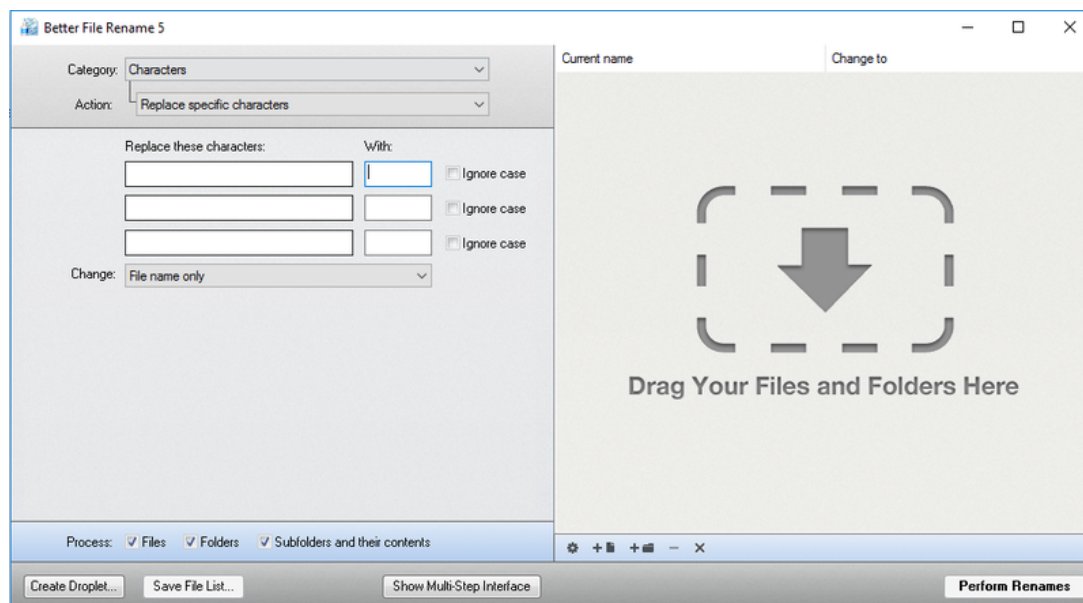 Better File Rename 5
Category: Characters
Action: Replace specific characters
Replace these characters: With:
Ignore case
Ignore case
Ignore case
Change: File name only
Process: Files Folders Subfolders and their contents
Create Droplet... Save File List... Show Multi-Step Interface
Current name Change to
Drag Your Files and Folders Here
Perform Renames